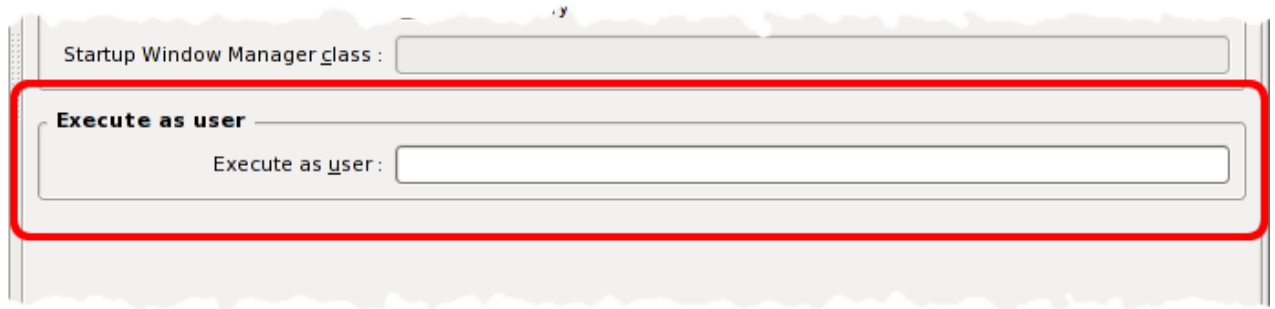 Startup Window Manager class :
Execute as user
Execute as user :